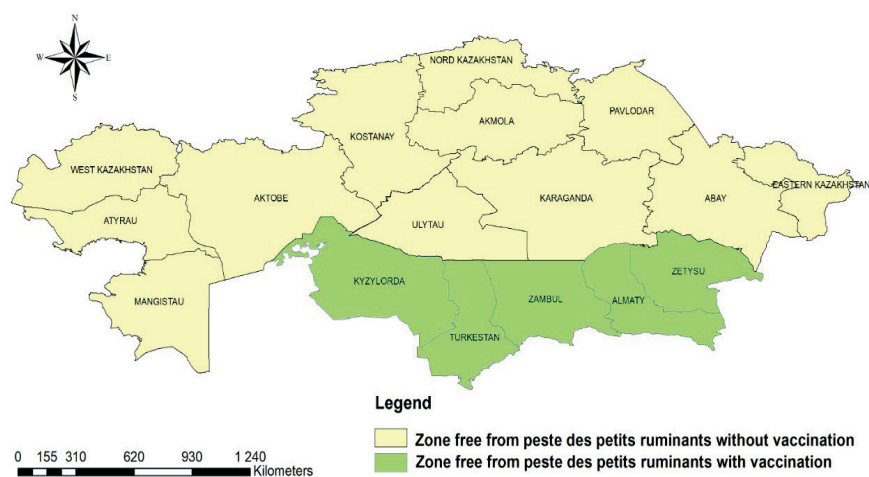 N
W E
S
NORD KAZAKHSTAN
PAVLODAR
AKMOLA
KOSTANAY
WEST KAZAKHSTAN
AKTOBE
KARAGANDA
ABAY
EASTERN KAZAKHSTAN
ATYRAU
ULYTAU
ZETYSU
KYZYLORDA
MANGISTAU
ZAMBUL
ALMATY
TURKESTAN
Legend
Zone free from peste des petits ruminants without vaccination
Zone free from peste des petits ruminants with vaccination
0 155 310 620 930 1 240
Kilometers